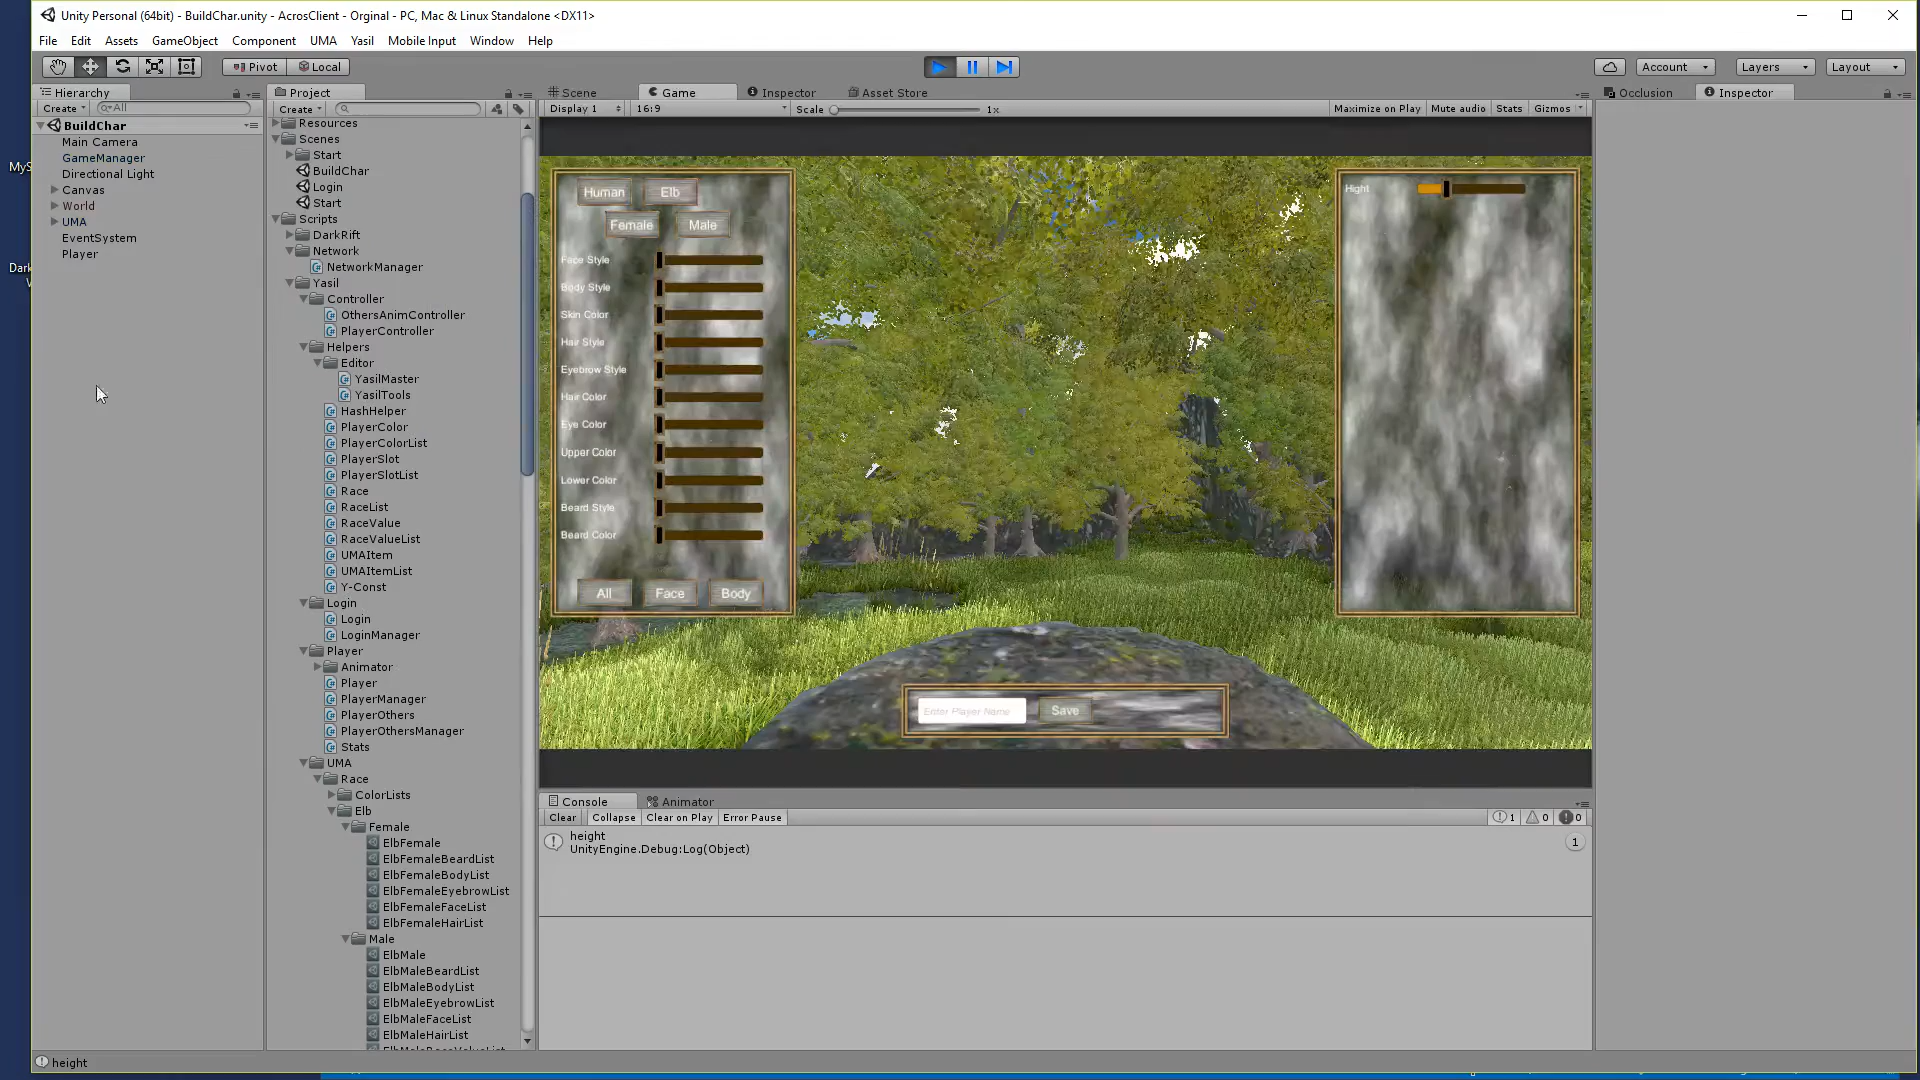 Unity Personal (64bit) - BuildChar.unity - AcrosClient - Orginal - PC, Mac & Linux Standalone <DX11>
File Edit Assets GameObject Component UMA Yasil Mobile Input Window Help
Pivot Local Account Layers Layout
Hierarchy
Create All
BuildChar
Main Camera
GameManager
Directional Light
Canvas
World
UMA
EventSystem
Player
Project
Create
Resources
Scenes
Start
BuildChar
Login
Start
Scripts
DarkRift
Network
NetworkManager
Yasil
Controller
OthersAnimController
PlayerController
Helpers
Editor
YasilMaster
YasilTools
HashHelper
PlayerColor
PlayerColorList
PlayerSlot
PlayerSlotList
Race
RaceList
RaceValue
RaceValueList
UMAItem
UMAItemList
Y-Const
Login
Login
LoginManager
Player
Animator
Player
PlayerManager
PlayerOthers
PlayerOthersManager
Stats
UMA
Race
ColorLists
Elb
Female
ElbFemale
ElbFemaleBeardList
ElbFemaleBodyList
ElbFemaleEyebrowList
ElbFemaleFaceList
ElbFemaleHairList
Male
ElbMale
ElbMaleBeardList
ElbMaleBodyList
ElbMaleEyebrowList
ElbMaleFaceList
ElbMaleHairList
Scene Game Inspector Asset Store
Display 1 16:9 Scale 1x Maximize on Play Mute audio Stats Gizmos
Human Elb
Female Male
Face Style
Body Style
Skin Color
Hair Style
Eyebrow Style
Hair Color
Eye Color
Upper Color
Lower Color
Beard Style
Beard Color
All Face Body
Hight
Enter Player Name Save
Console Animator
Clear Collapse Clear on Play Error Pause 1 0 0
height
UnityEngine.Debug:Log(Object)
1
Occlusion Inspector
MyS
Dark
height